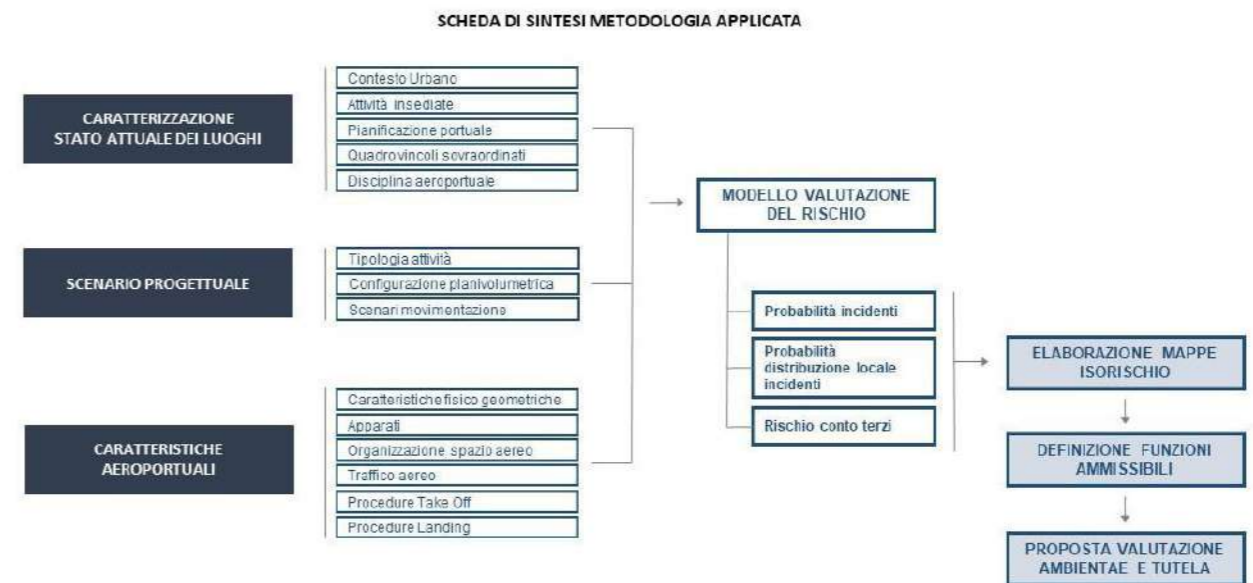 SCHEDA DI SINTESI METODOLOGIA APPLICATA
CARATTERIZZAZIONE
STATO ATTUALE DEI LUOGHI
Contesto Urbano
Attività insediate
Pianificazione portuale
Quadrovincoli sovraordinati
Disciplina aeroportuale
SCENARIO PROGETTUALE
Tipologia attività
Configurazione planivolumetrica
Scenari movimentazione
CARATTERISTICHE
AEROPORTUALI
Caratteristiche fisico geometriche
Apparati
Organizzazione spazio aereo
Traffico aereo
Procedure Take Off
Procedure Landing
MODELLO VALUTAZIONE
DEL RISCHIO
Probabilità incidenti
Probabilità
distribuzione locale
incidenti
Rischio conto terzi
ELABORAZIONE MAPPE
ISORISCHIO
DEFINIZIONE FUNZIONI
AMMISSIBILI
PROPOSTA VALUTAZIONE
AMBIENTAE E TUTELA